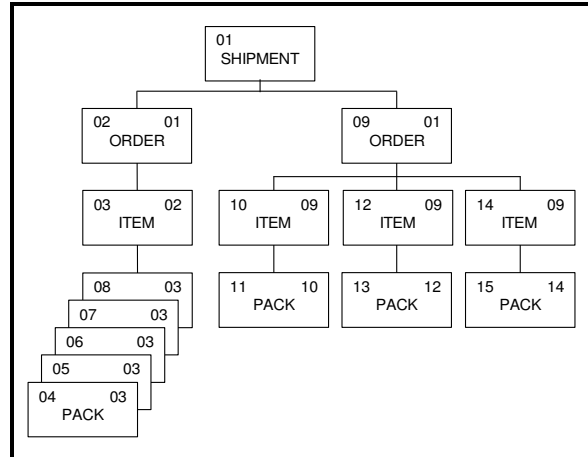 01
SHIPMENT
02 01
ORDER
09 01
ORDER
03 02
ITEM
10 09
ITEM
12 09
ITEM
14 09
ITEM
08 03
07 03
06 03
05 03
04 03
PACK
11 10
PACK
13 12
PACK
15 14
PACK